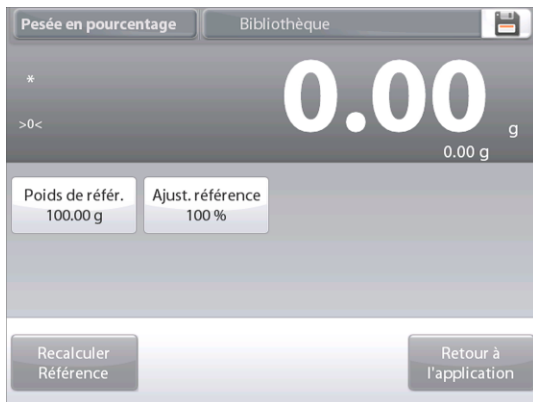 Pesée en pourcentage
Bibliothèque
*
0.00
>0<
g
0.00 g
Poids de référ.
100.00 g
Ajust. référence
100 %
Recalculer
Référence
Retour à
l'application